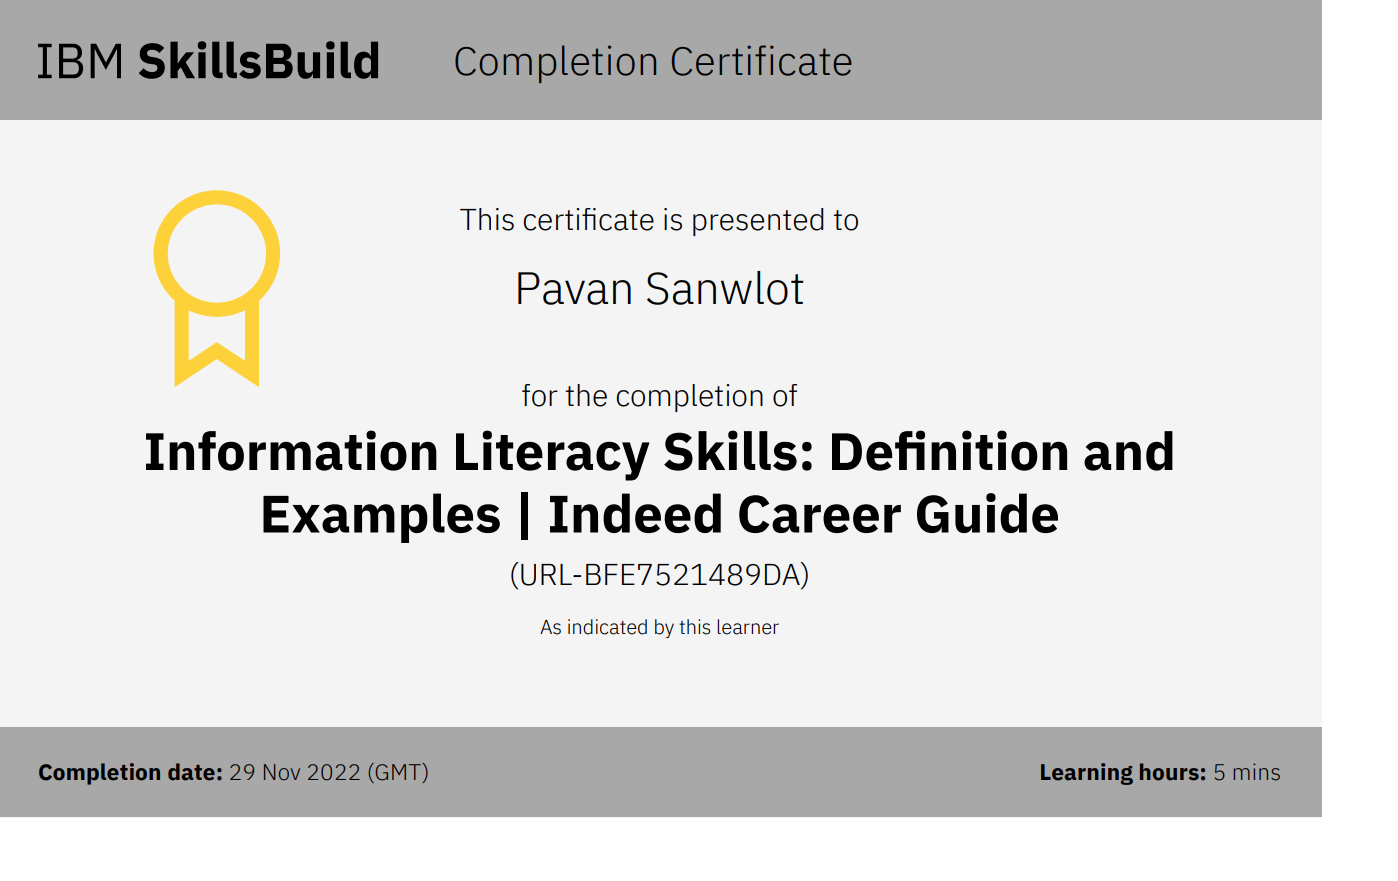 IBM SkillsBuild Completion Certificate
This certificate is presented to
Pavan Sanwlot
for the completion of
Information Literacy Skills: Definition and
Examples | Indeed Career Guide
(URL-BFE7521489DA)
As indicated by this learner
Completion date: 29 Nov 2022 (GMT) Learning hours: 5 mins